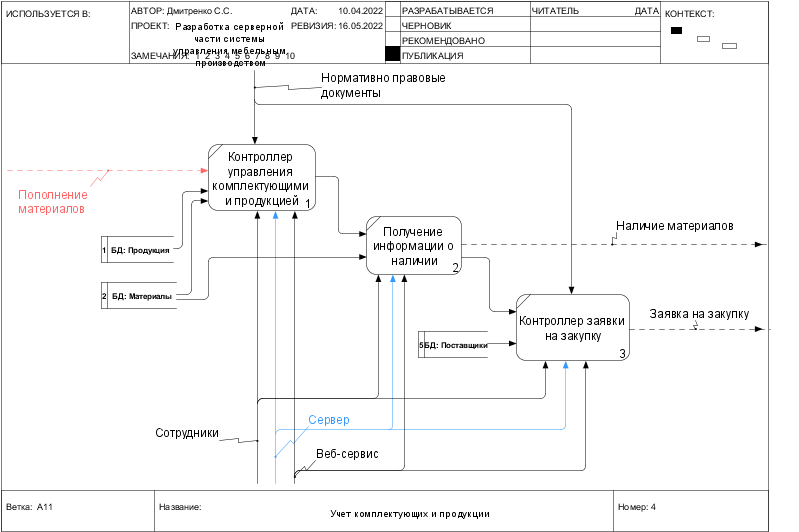 ИСПОЛЬЗУЕТСЯ В:
АВТОР: Дмитренко С.С.
ДАТА: 10.04.2022
РАЗРАБАТЫВАЕТСЯ
ЧИТАТЕЛЬ
ДАТА
КОНТЕКСТ:
ПРОЕКТ: Разработка серверной
части системы
управления мебельным
производством
РЕВИЗИЯ: 16.05.2022
ЧЕРНОВИК
РЕКОМЕНДОВАНО
ЗАМЕЧАНИЯ: 1 2 3 4 5 6 7 8 9 10
ПУБЛИКАЦИЯ
Нормативно правовые
документы
Контроллер
управления
комплектующими
и продукцией
1
Пополнение
материалов
1 БД: Продукция
Получение
информации о
наличии
2
Наличие материалов
2 БД: Материалы
Контроллер заявки
на закупку
3
Заявка на закупку
5 БД: Поставщики
Сотрудники
Сервер
Веб-сервис
Ветка: A11
Название:
Учет комплектующих и продукции
Номер: 4